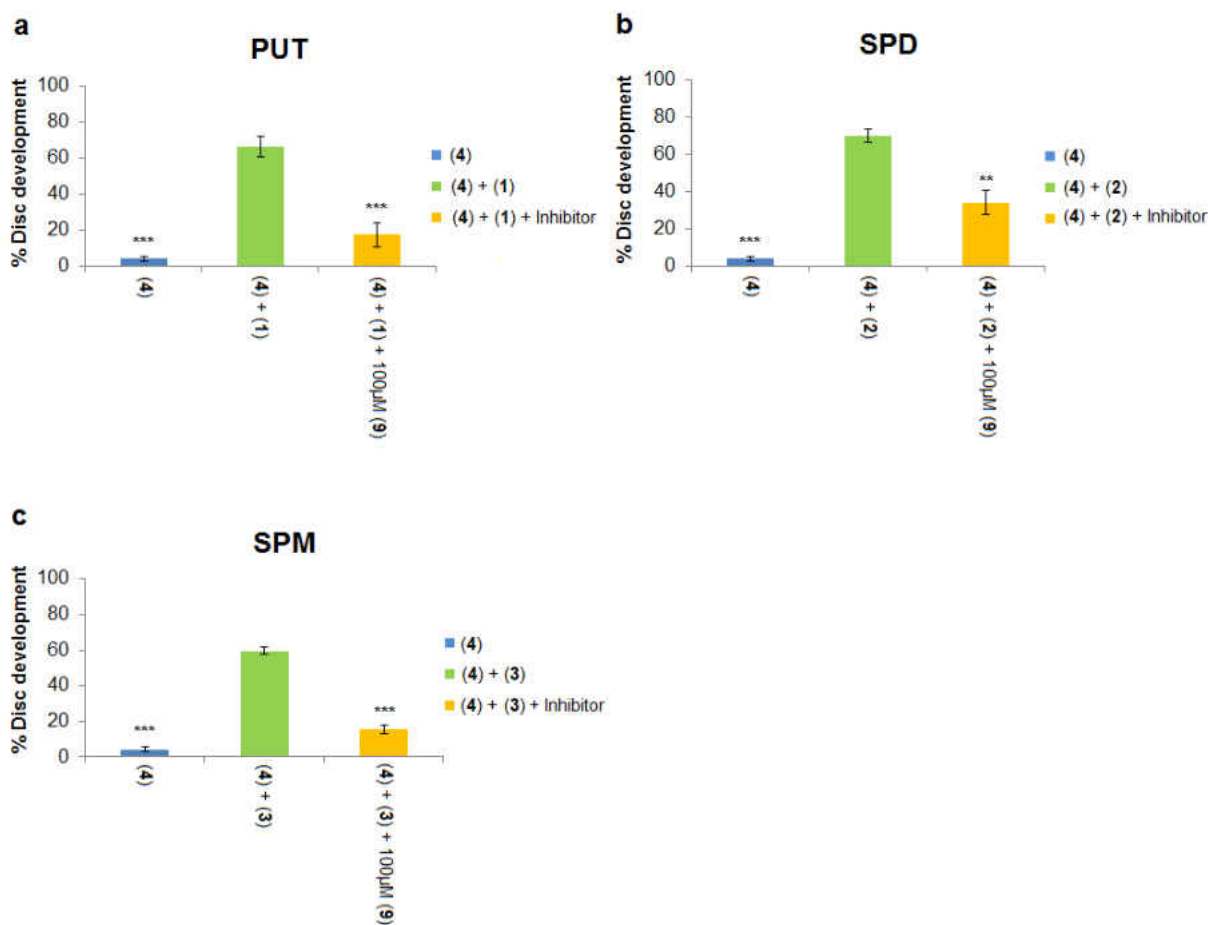 a
PUT
% Disc development
100
80
60
40
20
0
***
***
(4)
(4) + (1)
(4) + (1) + 100µM (9)
(4)
(4) + (1)
(4) + (1) + Inhibitor
b
SPD
% Disc development
100
80
60
40
20
0
***
**
(4)
(4) + (2)
(4) + (2) + 100µM (9)
(4)
(4) + (2)
(4) + (2) + Inhibitor
c
SPM
% Disc development
100
80
60
40
20
0
***
***
(4)
(4) + (3)
(4) + (3) + 100µM (9)
(4)
(4) + (3)
(4) + (3) + Inhibitor